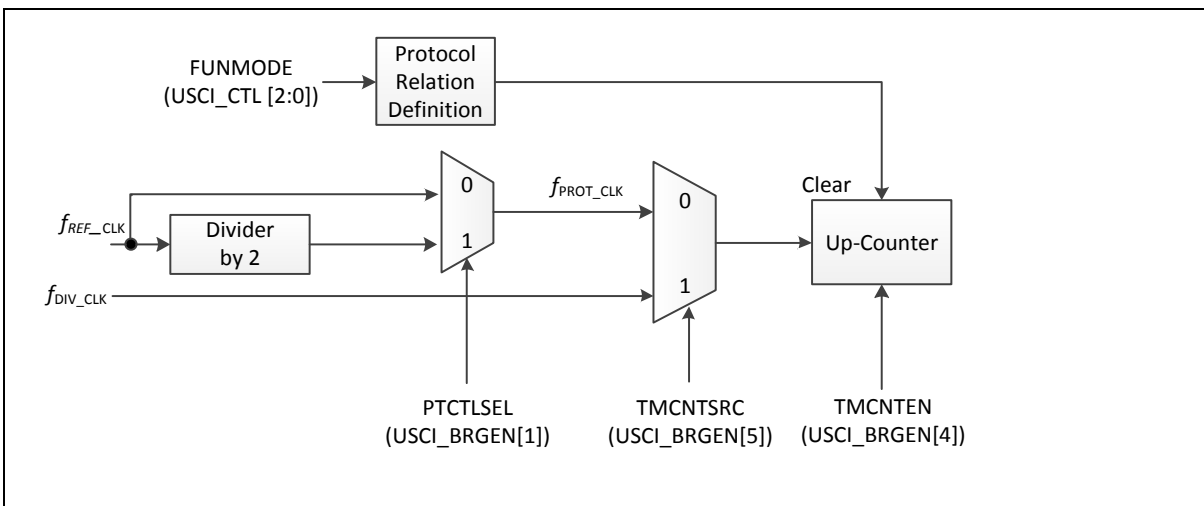 FUNMODE
(USCI_CTL [2:0])
Protocol
Relation
Definition
fREF_CLK
Divider
by 2
fDIV_CLK
0
1
fPROT_CLK
0
1
Clear
Up-Counter
PTCTLSEL
(USCI_BRGEN[1])
TMCNTSRC
(USCI_BRGEN[5])
TMCNTEN
(USCI_BRGEN[4])